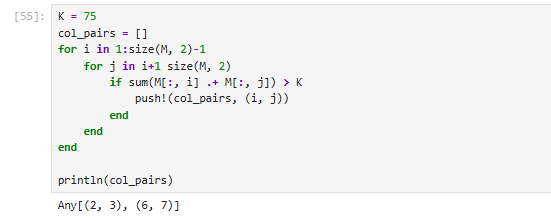 [55]: K = 75
col_pairs = []
for i in 1:size(M, 2)-1
    for j in i+1 size(M, 2)
        if sum(M[:, i] .+ M[:, j]) > K
            push!(col_pairs, (i, j))
        end
    end
end

println(col_pairs)
Any[(2, 3), (6, 7)]